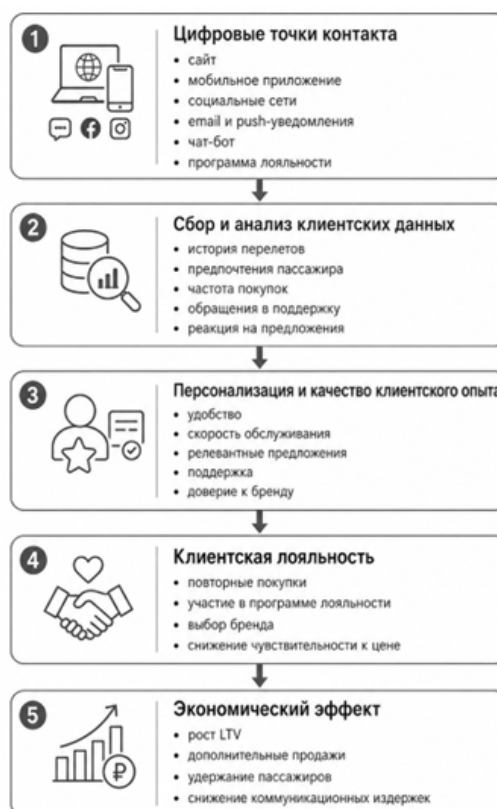 1
Цифровые точки контакта
• сайт
• мобильное приложение
• социальные сети
• email и push-уведомления
• чат-бот
• программа лояльности
2
Сбор и анализ клиентских данных
• история перелетов
• предпочтения пассажира
• частота покупок
• обращения в поддержку
• реакция на предложения
3
Персонализация и качество клиентского опыта
• удобство
• скорость обслуживания
• релевантные предложения
• поддержка
• доверие к бренду
4
Клиентская лояльность
• повторные покупки
• участие в программе лояльности
• выбор бренда
• снижение чувствительности к цене
5
Экономический эффект
• рост LTV
• дополнительные продажи
• удержание пассажиров
• снижение коммуникационных издержек
₽